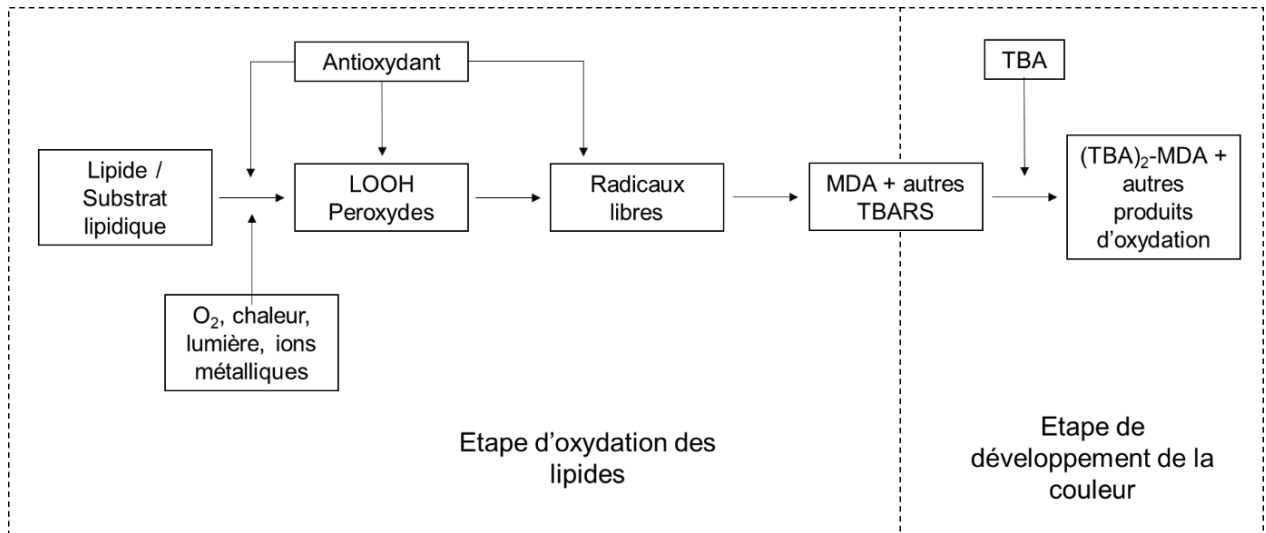 Antioxydant
TBA
Lipide /
Substrat
lipidique
LOOH
Peroxydes
Radicaux
libres
MDA + autres
TBARS
(TBA)₂-MDA +
autres
produits
d’oxydation
O₂, chaleur,
lumière, ions
métalliques
Etape d’oxydation des
lipides
Etape de
développement de la
couleur